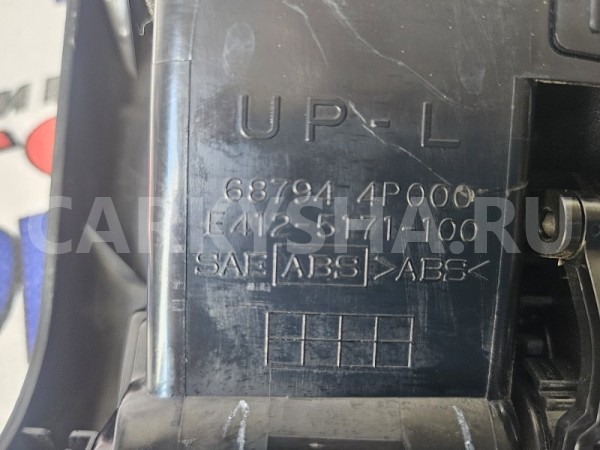 UP-L
68794-4P000
E412-5171-100
SAE ABS >ABS<
CARKYSHA.RU